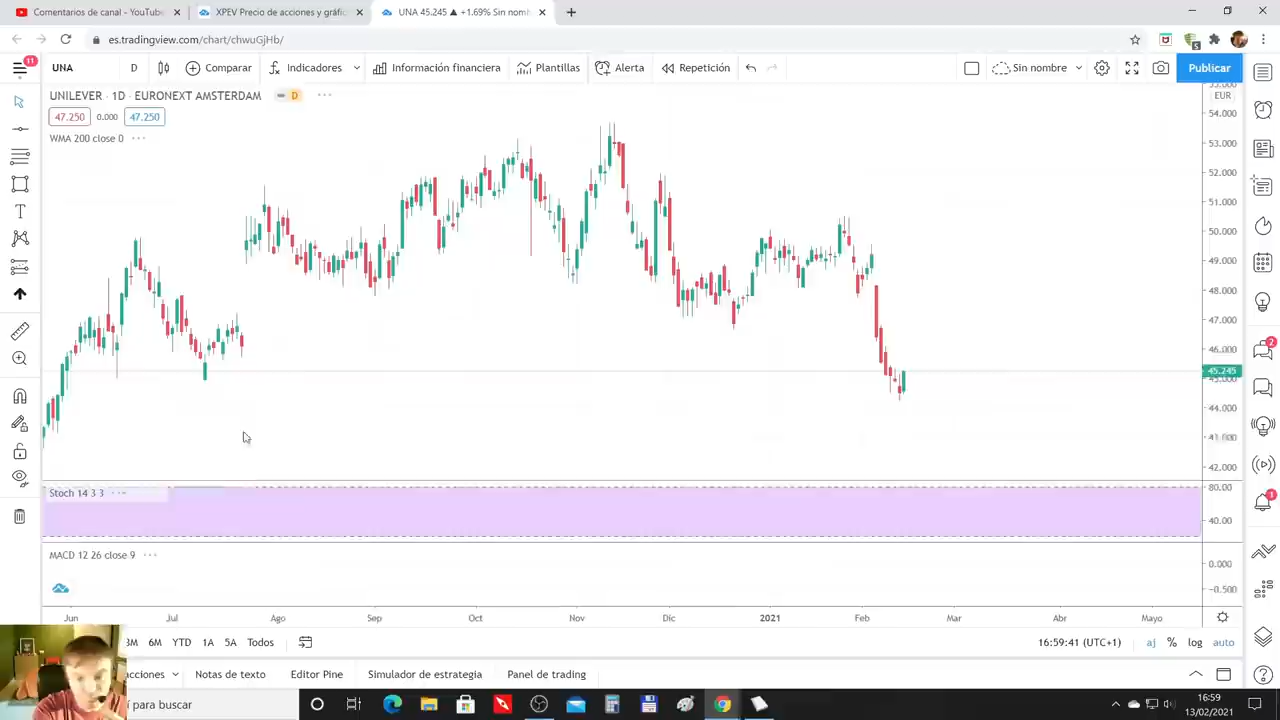 Comentarios de canal - YouTube
XPEV Precio de acciones y gráfic
UNA 45.245 ▲ +1.69% Sin nomb
es.tradingview.com/chart/chwuGjHb/
11
UNA
D
Comparar
Indicadores
Información financiera
Plantillas
Alerta
Repetición
Sin nombre
Publicar
UNILEVER · 1D · EURONEXT AMSTERDAM
D
EUR
47.250
0.000
47.250
WMA 200 close 0
54.000
53.000
52.000
51.000
50.000
49.000
48.000
47.000
46.000
45.245
44.000
42.000
Stoch 14 3 3
80.00
40.00
MACD 12 26 close 9
0.000
−0.500
Jun
Jul
Ago
Sep
Oct
Nov
Dic
2021
Feb
Mar
Abr
Mayo
3M
6M
YTD
1A
5A
Todos
16:59:41 (UTC+1)
aj
%
log
auto
Notas de texto
Editor Pine
Simulador de estrategia
Panel de trading
para buscar
16:59
13/02/2021
2
1
5